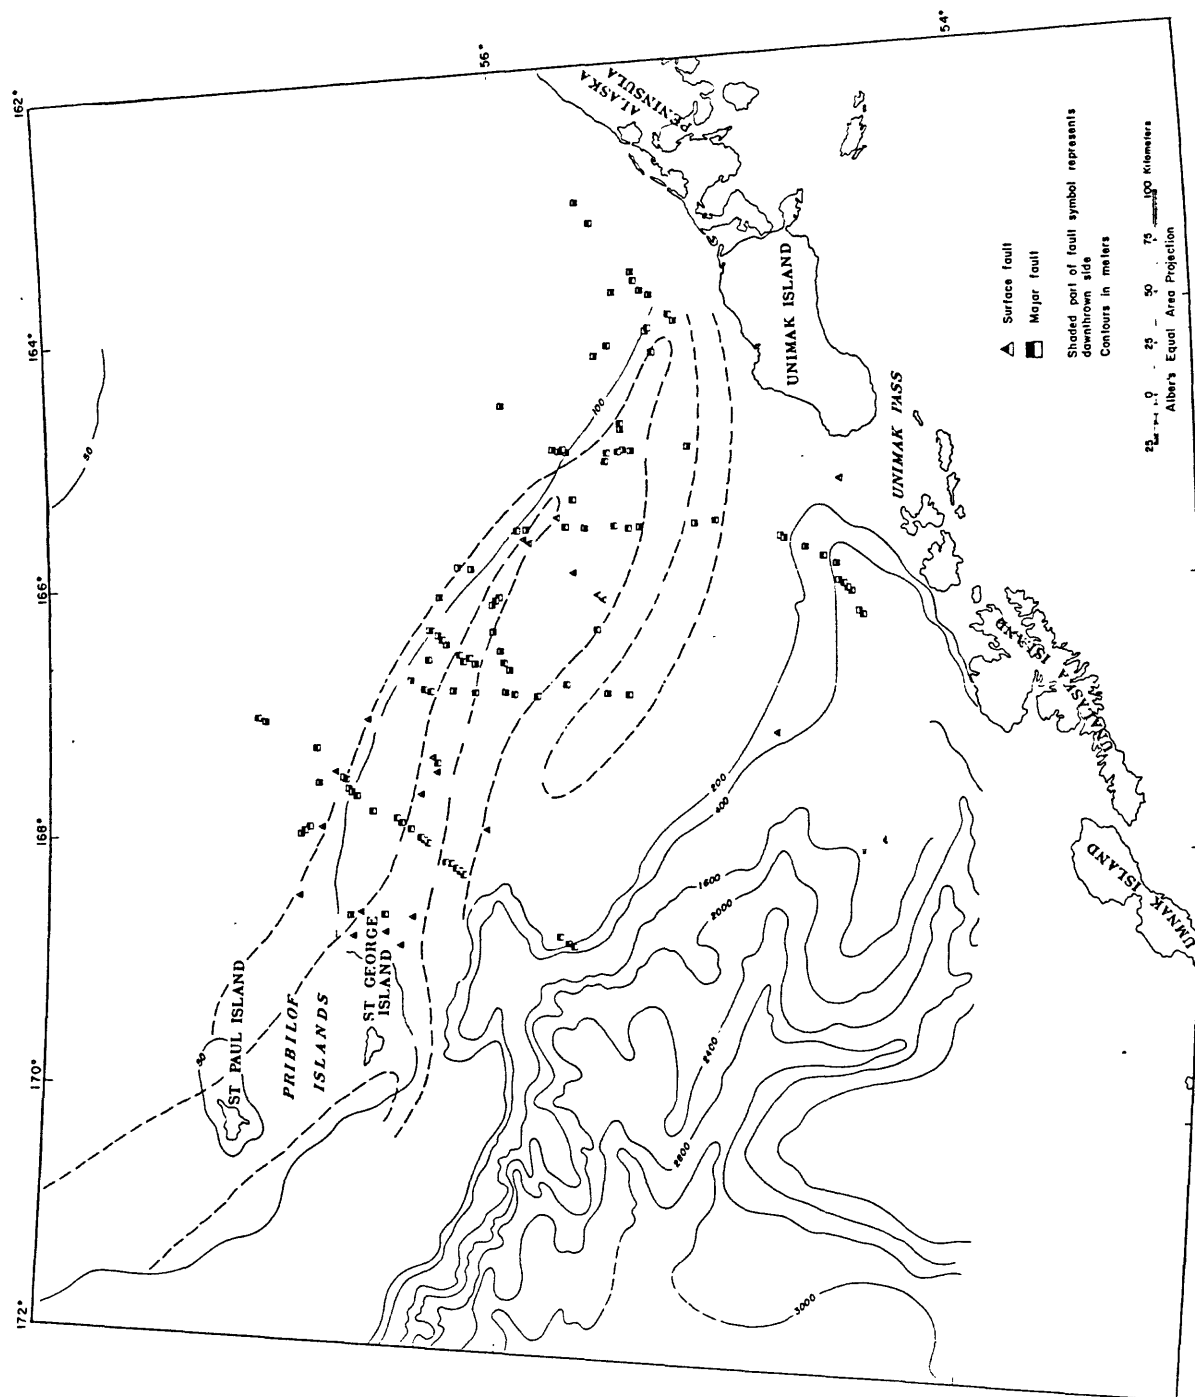 162°
164°
166°
168°
170°
172°
56°
54°
50
100
50
200
400
1600
2000
2400
2800
3000
ALASKA
PENINSULA
UNIMAK ISLAND
UNIMAK PASS
UNALASKA
ISLAND
UMNAK
ISLAND
ST PAUL ISLAND
PRIBILOF
ISLANDS
ST GEORGE
ISLAND
Surface fault
Major fault
Shaded part of fault symbol represents
downthrown side
Contours in meters
25 0 25 50 75 100 Kilometers
Alber's Equal Area Projection